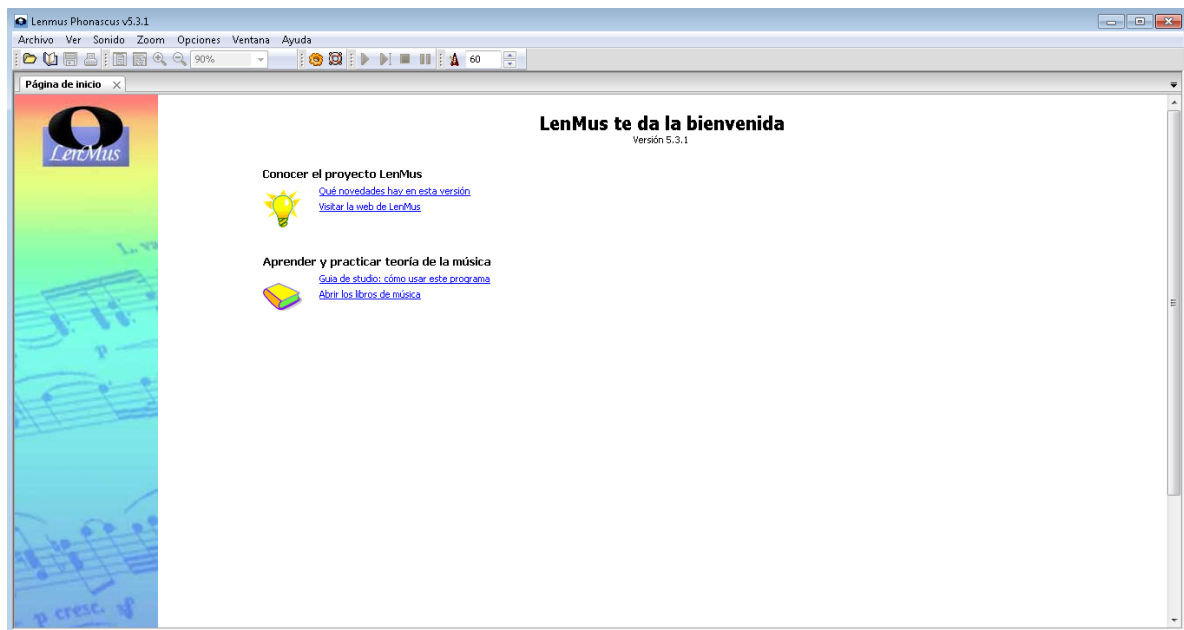 Lenmus Phonascus v5.3.1
Archivo Ver Sonido Zoom Opciones Ventana Ayuda
90% 60
Página de inicio
LenMus
LenMus te da la bienvenida
Versión 5.3.1
Conocer el proyecto LenMus
Qué novedades hay en esta versión
Visitar la web de LenMus
L. va
Aprender y practicar teoría de la música
Guia de studio: cómo usar este programa
Abrir los libros de música
p
p cresc. sf